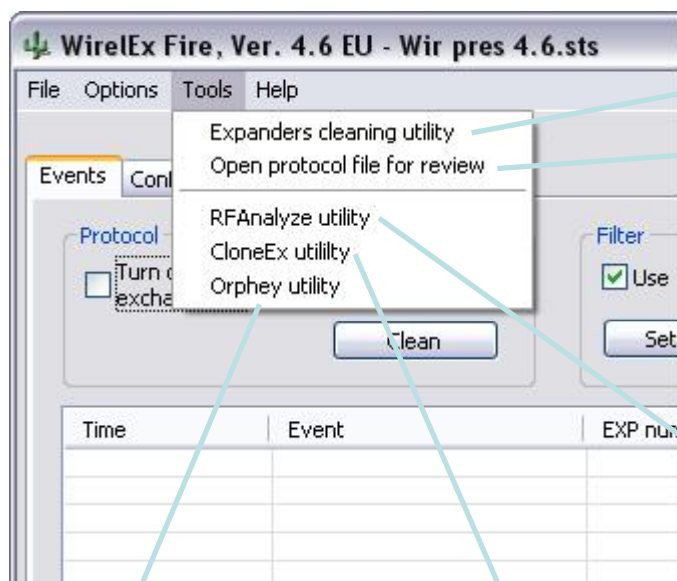 WirelEx Fire, Ver. 4.6 EU - Wir pres 4.6.sts
File Options Tools Help
Expanders cleaning utility
Open protocol file for review
RFAnalyze utility
CloneEx utililty
Orphey utility
Events
Protocol
Turn
Clean
Filter
Use
Set
Time Event EXP